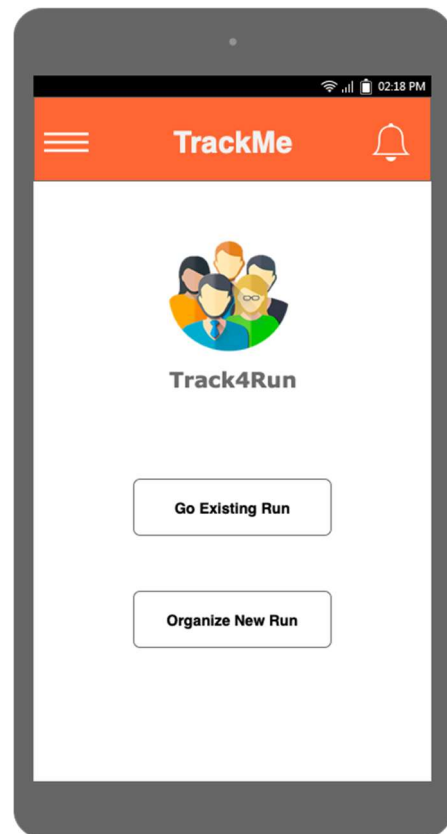 02:18 PM
TrackMe
Track4Run
Go Existing Run
Organize New Run